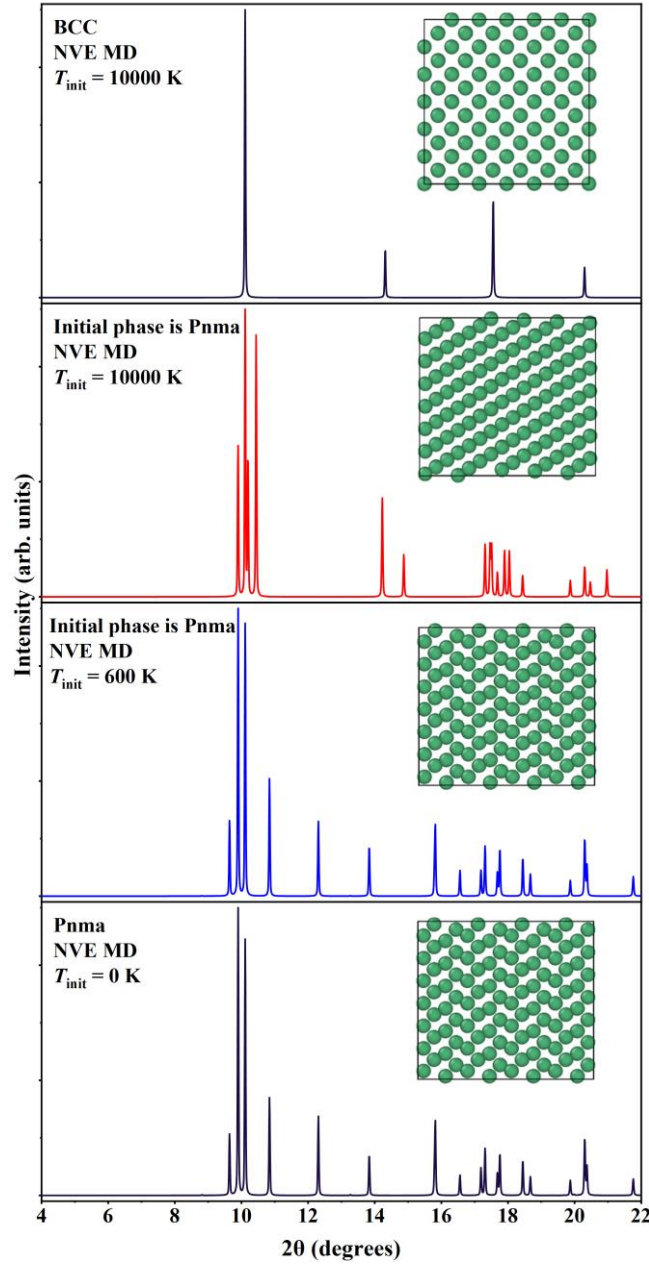 BCC
NVE MD
T_init = 10000 K
Initial phase is Pnma
NVE MD
T_init = 10000 K
Initial phase is Pnma
NVE MD
T_init = 600 K
Pnma
NVE MD
T_init = 0 K
Intensity (arb. units)
4 6 8 10 12 14 16 18 20 22
2θ (degrees)